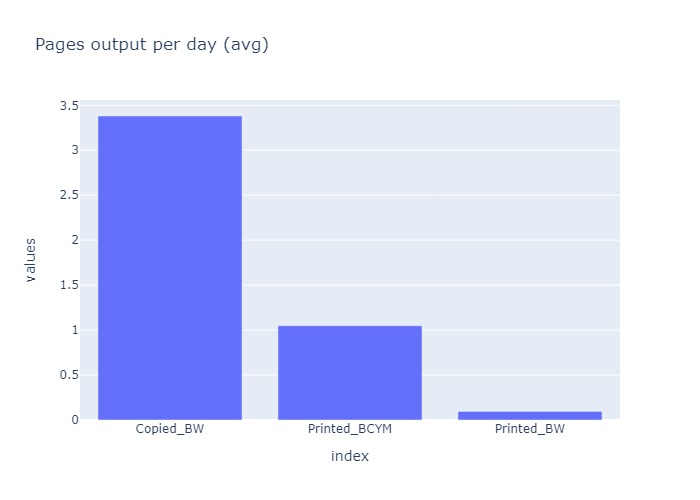 Pages output per day (avg)
3.5
3
2.5
2
1.5
1
0.5
0
values
Copied_BW
Printed_BCYM
Printed_BW
index